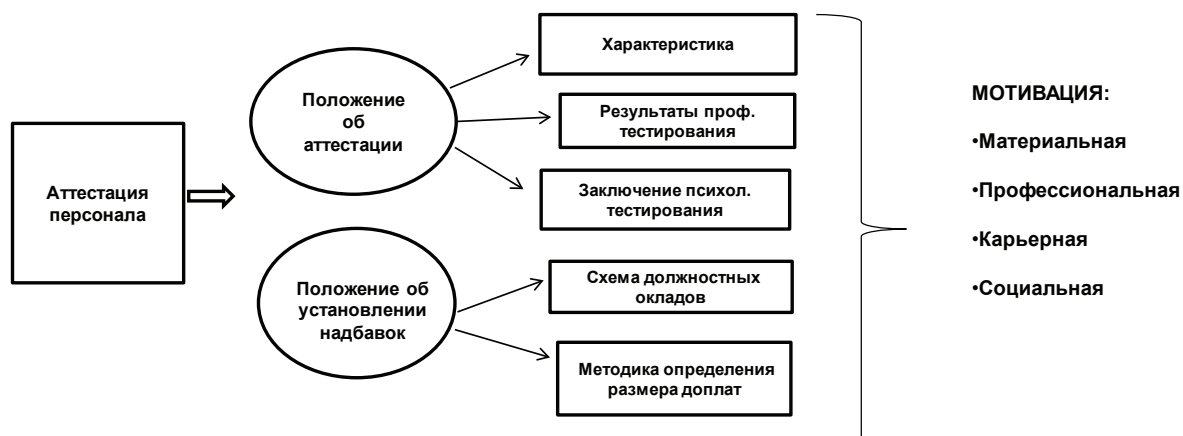 Аттестация
персонала
Положение
об
аттестации
Характеристика
Результаты проф.
тестирования
Заключение психол.
тестирования
Положение об
установлении
надбавок
Схема должностных
окладов
Методика определения
размера доплат
МОТИВАЦИЯ:
•Материальная
•Профессиональная
•Карьерная
•Социальная